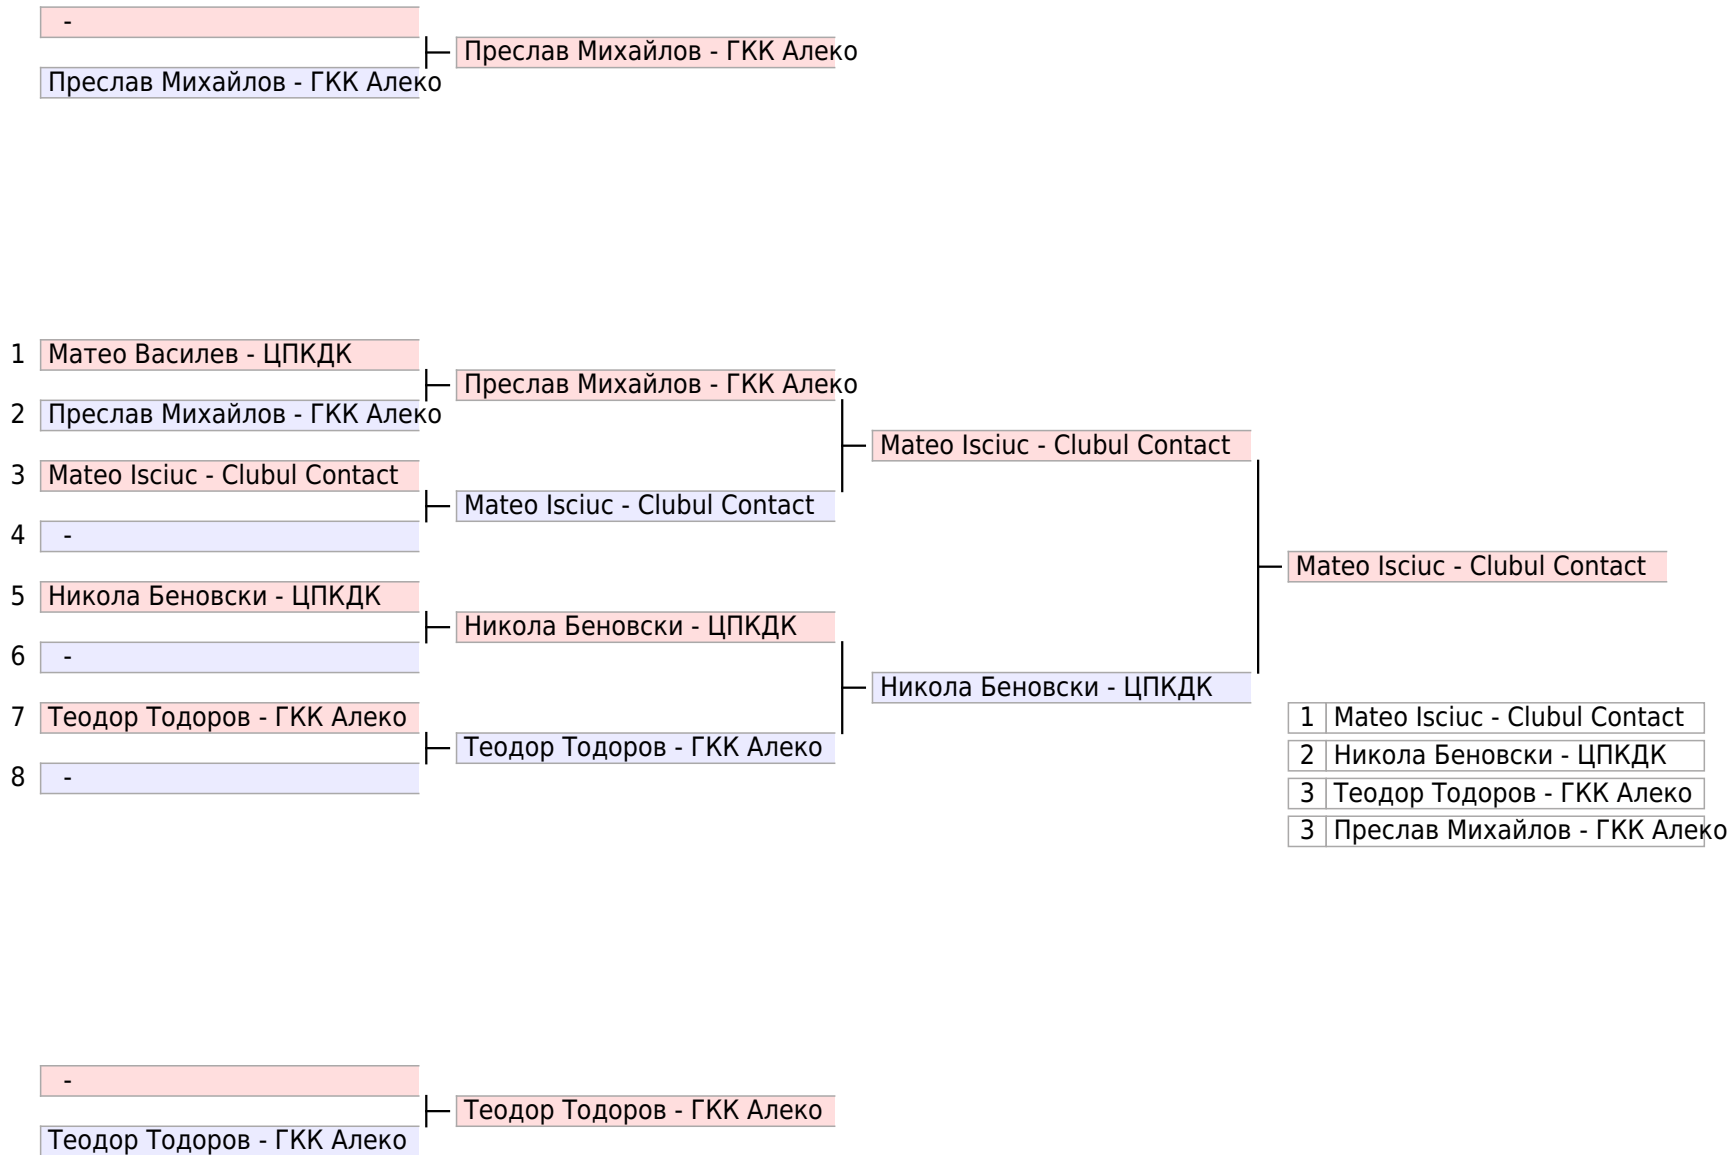 -
Преслав Михайлов - ГКК Алеко
Преслав Михайлов - ГКК Алеко
1 Матео Василев - ЦПКДК
Преслав Михайлов - ГКК Алеко
2 Преслав Михайлов - ГКК Алеко
Mateo Isciuc - Clubul Contact
3 Mateo Isciuc - Clubul Contact
Mateo Isciuc - Clubul Contact
4 -
Mateo Isciuc - Clubul Contact
5 Никола Беновски - ЦПКДК
Никола Беновски - ЦПКДК
6 -
Никола Беновски - ЦПКДК
7 Теодор Тодоров - ГКК Алеко
Теодор Тодоров - ГКК Алеко
8 -
1 Mateo Isciuc - Clubul Contact
2 Никола Беновски - ЦПКДК
3 Теодор Тодоров - ГКК Алеко
3 Преслав Михайлов - ГКК Алеко
-
Теодор Тодоров - ГКК Алеко
Теодор Тодоров - ГКК Алеко